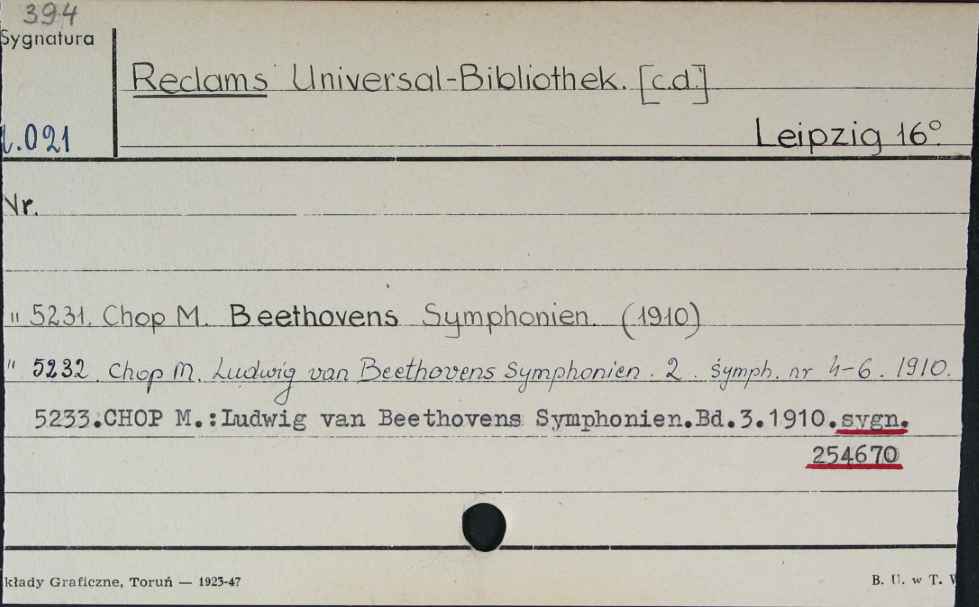 394
Sygnatura
Reclams Universal-Bibliothek. [c.d.]
.021
Leipzig 16°.
Nr.
" 5231. Chop M. Beethovens Symphonien. (1910)
" 5232. Chop M. Ludwig van Beethovens Symphonien. 2. Symph. nr 4-6. 1910.
5233.CHOP M.:Ludwig van Beethovens Symphonien.Bd.3.1910.sygn.
254670
kłady Graficzne, Toruń — 1923-47
B. U. w T.